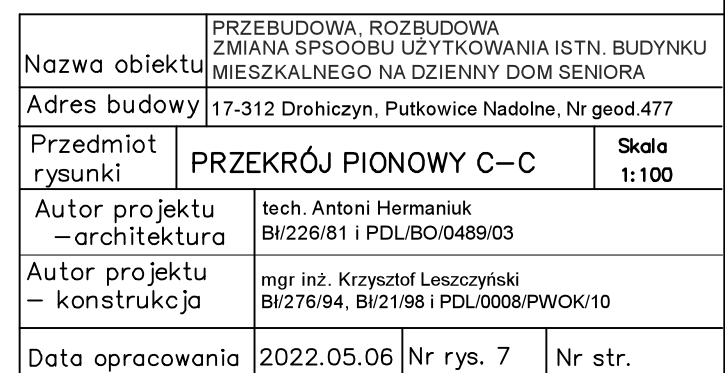 PRZEBUDOWA, ROZBUDOWA
ZMIANA SPSOOBU UŻYTKOWANIA ISTN. BUDYNKU
Nazwa obiektu MIESZKALNEGO NA DZIENNY DOM SENIORA
Adres budowy 17-312 Drohiczyn, Putkowice Nadolne, Nr geod.477
Przedmiot rysunki
PRZEKRÓJ PIONOWY C-C
Skala
1:100
Autor projektu
-architektura
tech. Antoni Hermaniuk
Bł/226/81 i PDL/BO/0489/03
Autor projektu
- konstrukcja
mgr inż. Krzysztof Leszczyński
Bł/276/94, Bł/21/98 i PDL/0008/PWOK/10
Data opracowania 2022.05.06 Nr rys. 7 Nr str.